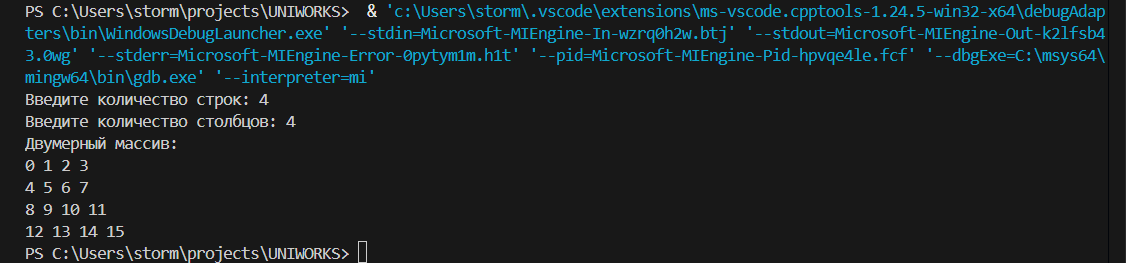 PS C:\Users\storm\projects\UNIWORKS>  & 'c:\Users\storm\.vscode\extensions\ms-vscode.cpptools-1.24.5-win32-x64\debugAdap
ters\bin\WindowsDebugLauncher.exe' '--stdin=Microsoft-MIEngine-In-wzrq0h2w.btj' '--stdout=Microsoft-MIEngine-Out-k2lfsb4
3.0wg' '--stderr=Microsoft-MIEngine-Error-0pytym1m.h1t' '--pid=Microsoft-MIEngine-Pid-hpvqe4le.fcf' '--dbgExe=C:\msys64\
mingw64\bin\gdb.exe' '--interpreter=mi'
Введите количество строк: 4
Введите количество столбцов: 4
Двумерный массив:
0 1 2 3
4 5 6 7
8 9 10 11
12 13 14 15
PS C:\Users\storm\projects\UNIWORKS>